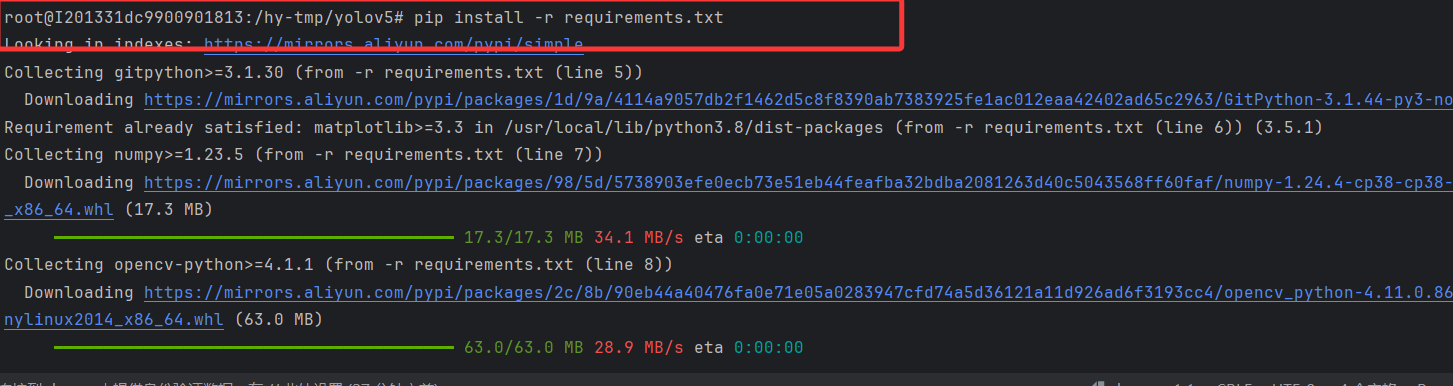 root@I201331dc9900901813:/hy-tmp/yolov5# pip install -r requirements.txt
Looking in indexes: https://mirrors.aliyun.com/pypi/simple
Collecting gitpython>=3.1.30 (from -r requirements.txt (line 5))
Downloading https://mirrors.aliyun.com/pypi/packages/1d/9a/4114a9057db2f1462d5c8f8390ab7383925fe1ac012eaa42402ad65c2963/GitPython-3.1.44-py3-no
Requirement already satisfied: matplotlib>=3.3 in /usr/local/lib/python3.8/dist-packages (from -r requirements.txt (line 6)) (3.5.1)
Collecting numpy>=1.23.5 (from -r requirements.txt (line 7))
Downloading https://mirrors.aliyun.com/pypi/packages/98/5d/5738903efe0ecb73e51eb44feafba32bdba2081263d40c5043568ff60faf/numpy-1.24.4-cp38-cp38-
_x86_64.whl (17.3 MB)
17.3/17.3 MB 34.1 MB/s eta 0:00:00
Collecting opencv-python>=4.1.1 (from -r requirements.txt (line 8))
Downloading https://mirrors.aliyun.com/pypi/packages/2c/8b/90eb44a40476fa0e71e05a0283947cfd74a5d36121a11d926ad6f3193cc4/opencv_python-4.11.0.86
nylinux2014_x86_64.whl (63.0 MB)
63.0/63.0 MB 28.9 MB/s eta 0:00:00